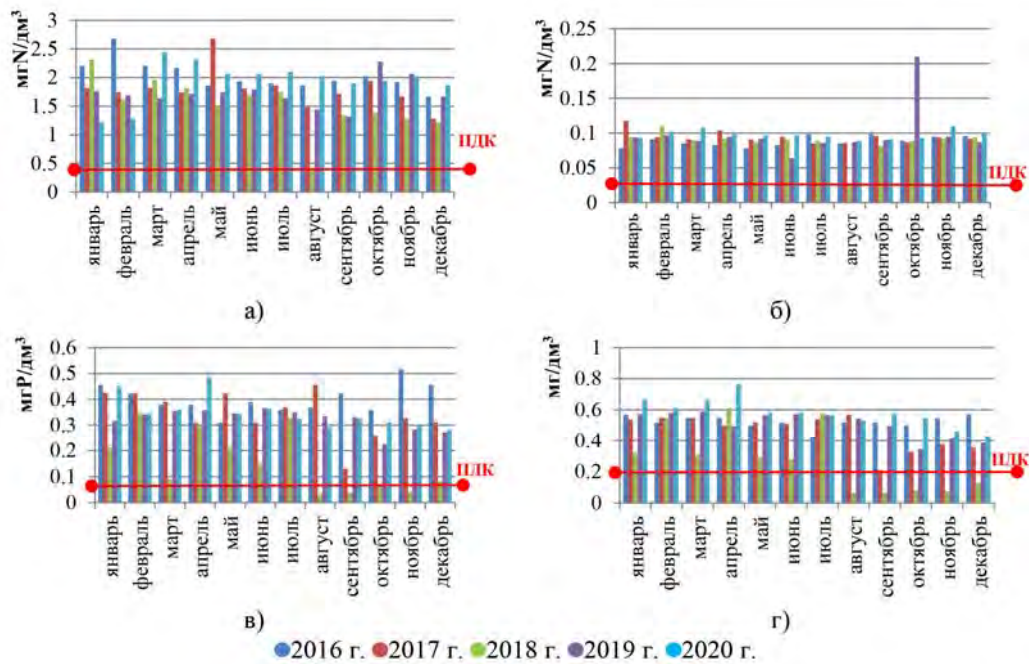 мгN/дм³
3
2.5
2
1.5
1
0.5
0
ПДК
январь
февраль
март
апрель
май
июнь
июль
август
сентябрь
октябрь
ноябрь
декабрь
а)
мгN/дм³
0.25
0.2
0.15
0.1
0.05
0
ПДК
январь
февраль
март
апрель
май
июнь
июль
август
сентябрь
октябрь
ноябрь
декабрь
б)
мгР/дм³
0.6
0.5
0.4
0.3
0.2
0.1
0
ПДК
январь
февраль
март
апрель
май
июнь
июль
август
сентябрь
октябрь
ноябрь
декабрь
в)
мг/дм³
1
0.8
0.6
0.4
0.2
0
ПДК
январь
февраль
март
апрель
май
июнь
июль
август
сентябрь
октябрь
ноябрь
декабрь
г)
2016 г. 2017 г. 2018 г. 2019 г. 2020 г.